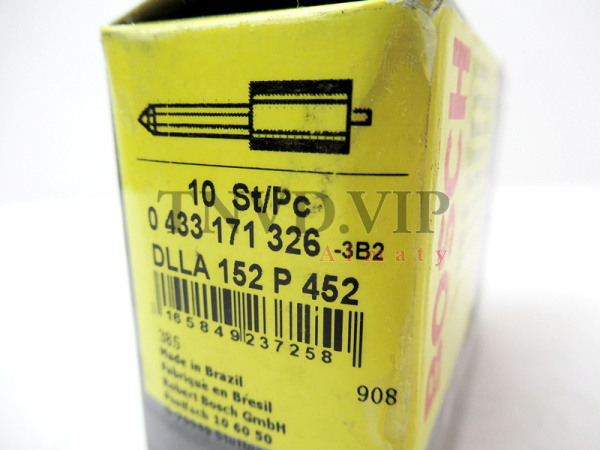 10 St/Pc
0 433 171 326 -3B2
DLLA 152 P 452
3 165849 237258
385
Made in Brazil
Fabriqué en Brésil
Robert Bosch GmbH
Postfach 10 60 50
908
BOSCH
TNVD.VIP
Almaty